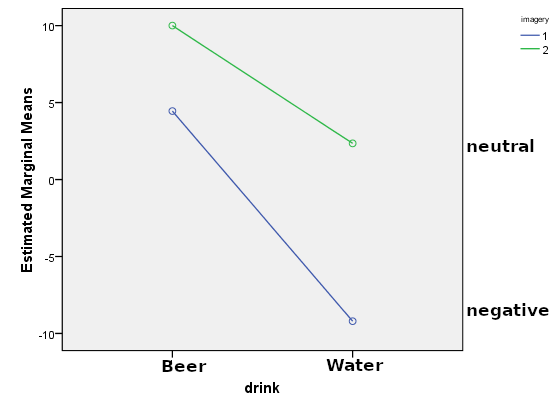 imagery
1
2
10
5
0
-5
-10
Estimated Marginal Means
neutral
negative
Beer
Water
drink